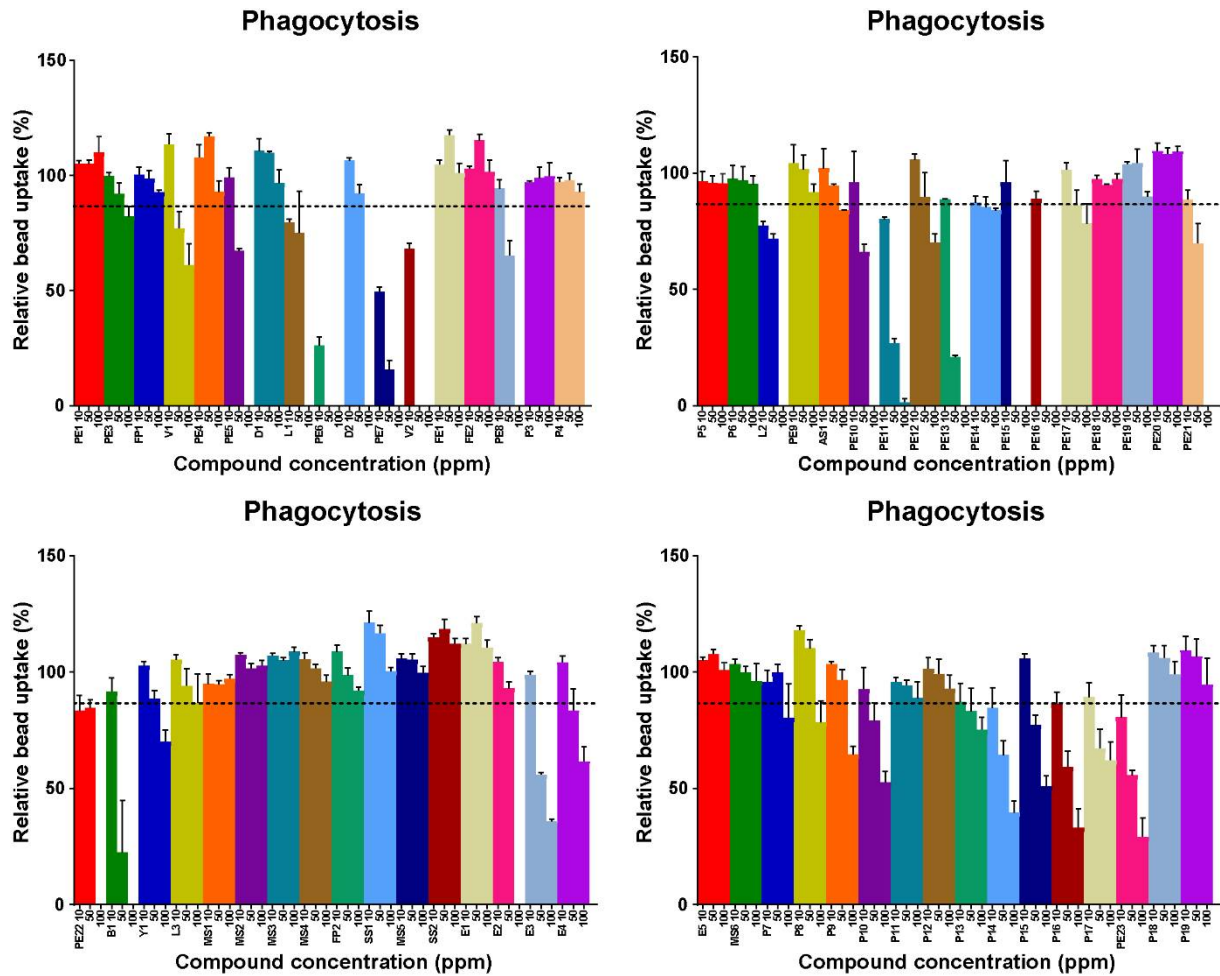 Phagocytosis
Relative bead uptake (%)
150
100
50
0
PE1 10
50
100
PE3 10
50
100
FP1 10
50
100
V1 10
50
100
PE4 10
50
100
PE5 10
50
100
D1 10
50
100
L1 10
50
100
PE6 10
50
100
D2 10
50
100
PE7 10
50
100
V2 10
50
100
FE1 10
50
100
FE2 10
50
100
PE8 10
50
100
P3 10
50
100
P4 10
50
100
Compound concentration (ppm)
Phagocytosis
Relative bead uptake (%)
150
100
50
0
P5 10
50
100
P6 10
50
100
L2 10
50
100
PE9 10
50
100
AS1 10
50
100
PE10 10
50
100
PE11 10
50
100
PE12 10
50
100
PE13 10
50
100
PE14 10
50
100
PE15 10
50
100
PE16 10
50
100
PE17 10
50
100
PE18 10
50
100
PE19 10
50
100
PE20 10
50
100
PE21 10
50
100
Compound concentration (ppm)
Phagocytosis
Relative bead uptake (%)
150
100
50
0
PE22 10
50
100
B1 10
50
100
Y1 10
50
100
L3 10
50
100
MS1 10
50
100
MS2 10
50
100
MS3 10
50
100
MS4 10
50
100
FP2 10
50
100
SS1 10
50
100
MS5 10
50
100
SS2 10
50
100
E1 10
50
100
E2 10
50
100
E3 10
50
100
E4 10
50
100
Compound concentration (ppm)
Phagocytosis
Relative bead uptake (%)
150
100
50
0
E5 10
50
100
MS6 10
50
100
P7 10
50
100
P8 10
50
100
P9 10
50
100
P10 10
50
100
P11 10
50
100
P12 10
50
100
P13 10
50
100
P14 10
50
100
P15 10
50
100
P16 10
50
100
P17 10
50
100
PE23 10
50
100
P18 10
50
100
P19 10
50
100
Compound concentration (ppm)